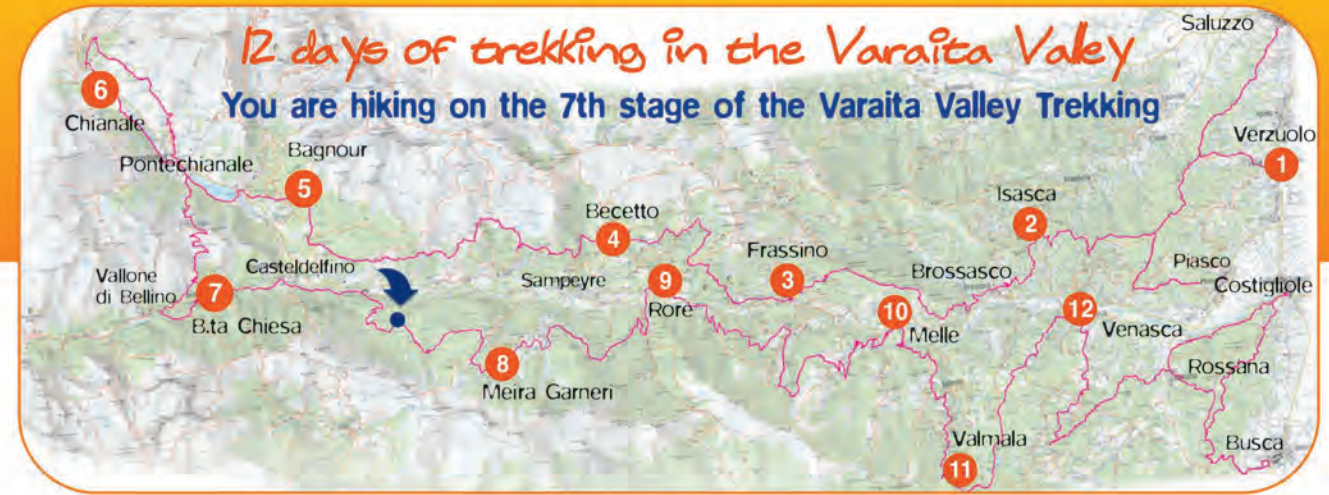 12 days of trekking in the Varaita Valley
You are hiking on the 7th stage of the Varaita Valley Trekking
Saluzzo
Verzuolo
1
6
Chianale
Pontechianale
Bagnour
5
Isasca
2
Becetto
4
Frassino
3
Brossasco
Piasco
Costigliole
Vallone
di Bellino
7
B.ta Chiesa
Casteldelfino
Sampeyre
9
Rorè
10
Melle
12
Venasca
Rossana
8
Meira Garneri
Valmala
11
Busca